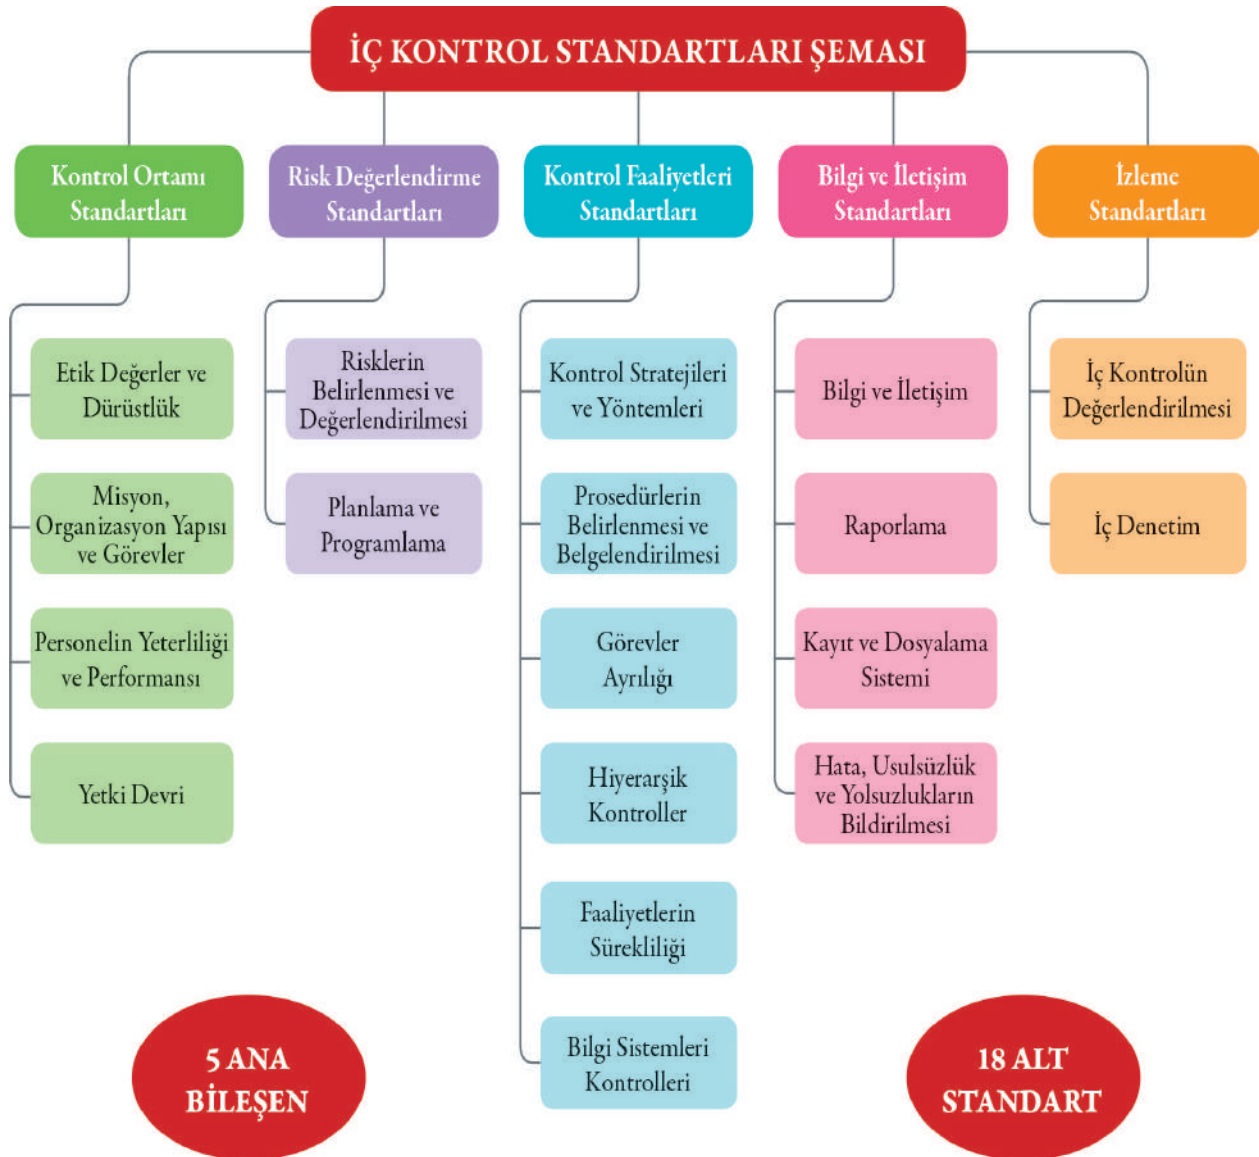 İÇ KONTROL STANDARTLARI ŞEMASI
Kontrol Ortamı
Standartları
Risk Değerlendirme
Standartları
Kontrol Faaliyetleri
Standartları
Bilgi ve İletişim
Standartları
İzleme
Standartları
Etik Değerler ve
Dürüstlük
Misyon,
Organizasyon Yapısı
ve Görevler
Personelin Yeterliliği
ve Performansı
Yetki Devri
Risklerin
Belirlenmesi ve
Değerlendirilmesi
Planlama ve
Programlama
Kontrol Stratejileri
ve Yöntemleri
Prosedürlerin
Belirlenmesi ve
Belgelendirilmesi
Görevler
Ayrılığı
Hiyerarşik
Kontroller
Faaliyetlerin
Sürekliliği
Bilgi Sistemleri
Kontrolleri
Bilgi ve İletişim
Raporlama
Kayıt ve Dosyalama
Sistemi
Hata, Usulsüzlük
ve Yolsuzlukların
Bildirilmesi
İç Kontrolün
Değerlendirilmesi
İç Denetim
5 ANA
BİLEŞEN
18 ALT
STANDART